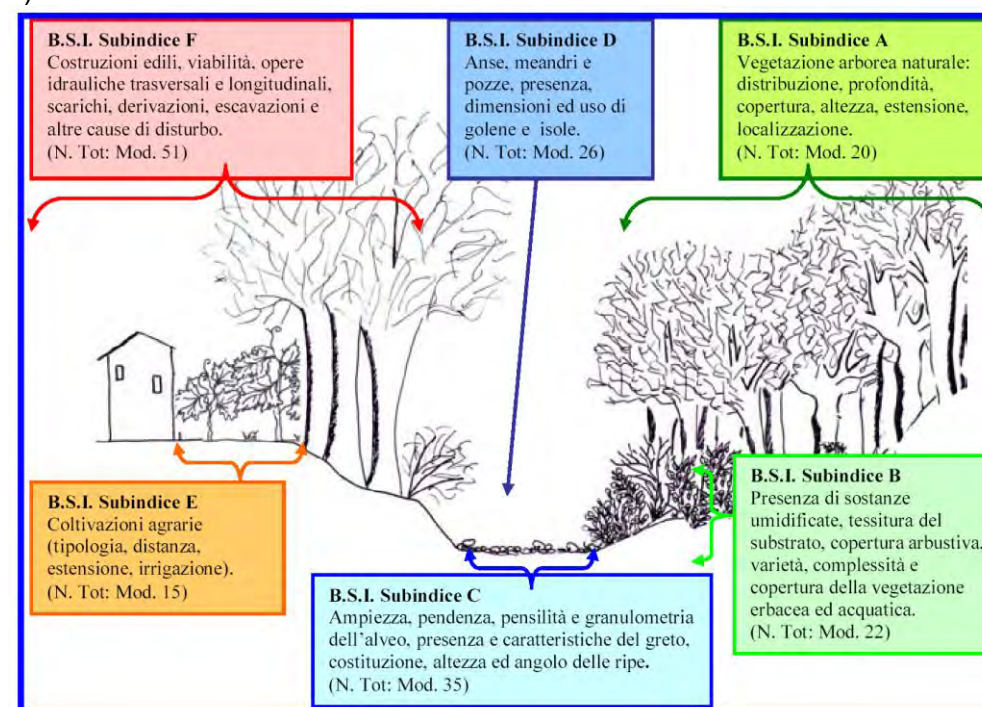 B.S.I. Subindice F
Costruzioni edili, viabilità, opere
idrauliche trasversali e longitudinali,
scarichi, derivazioni, escavazioni e
altre cause di disturbo.
(N. Tot: Mod. 51)
B.S.I. Subindice D
Anse, meandri e
pozze, presenza,
dimensioni ed uso di
golene e  isole.
(N. Tot: Mod. 26)
B.S.I. Subindice A
Vegetazione arborea naturale:
distribuzione, profondità,
copertura, altezza, estensione,
localizzazione.
(N. Tot: Mod. 20)
B.S.I. Subindice E
Coltivazioni agrarie
(tipologia, distanza,
estensione, irrigazione).
(N. Tot: Mod. 15)
B.S.I. Subindice C
Ampiezza, pendenza, pensilità e granulometria
dell’alveo, presenza e caratteristiche del greto,
costituzione, altezza ed angolo delle ripe.
(N. Tot: Mod. 35)
B.S.I. Subindice B
Presenza di sostanze
umidificate, tessitura del
substrato, copertura arbustiva,
varietà, complessità e
copertura della vegetazione
erbacea ed acquatica.
(N. Tot: Mod. 22)